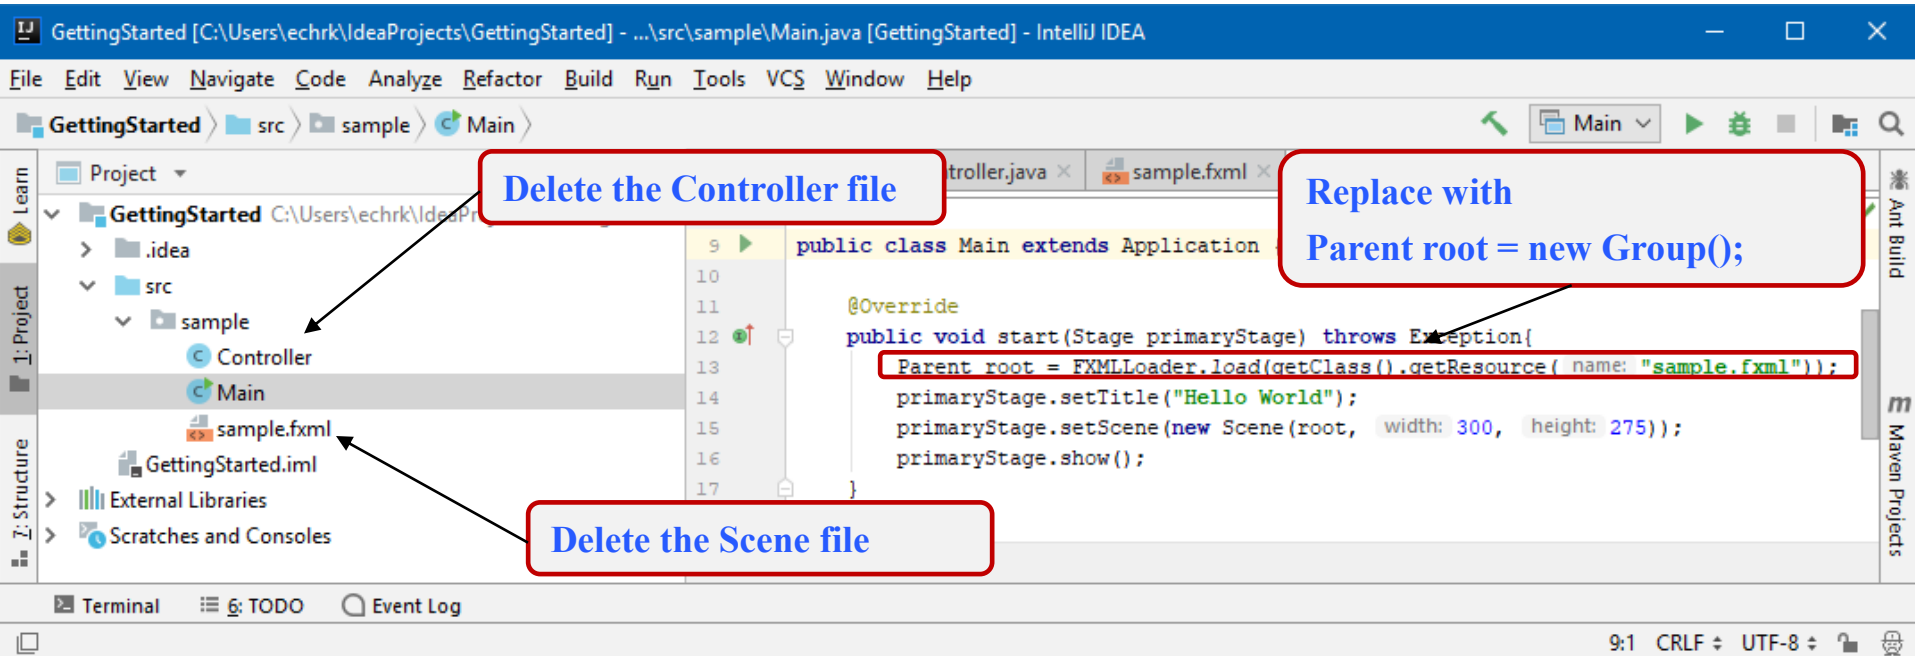 GettingStarted [C:\Users\echrk\IdeaProjects\GettingStarted] - ...\src\sample\Main.java [GettingStarted] - IntelliJ IDEA
File Edit View Navigate Code Analyze Refactor Build Run Tools VCS Window Help
GettingStarted src sample Main
Main
Learn
1: Project
7: Structure
Project
GettingStarted C:\Users\echrk\IdeaPr
.idea
src
sample
Controller
Main
sample.fxml
GettingStarted.iml
External Libraries
Scratches and Consoles
Delete the Controller file
Delete the Scene file
troller.java
sample.fxml
Replace with
Parent root = new Group();
9 public class Main extends Application {
10
11 @Override
12 public void start(Stage primaryStage) throws Exception{
13 Parent root = FXMLLoader.load(getClass().getResource( name: "sample.fxml"));
14 primaryStage.setTitle("Hello World");
15 primaryStage.setScene(new Scene(root, width: 300, height: 275));
16 primaryStage.show();
17 }
Ant Build
m Maven Projects
Terminal 6: TODO Event Log
9:1 CRLF UTF-8